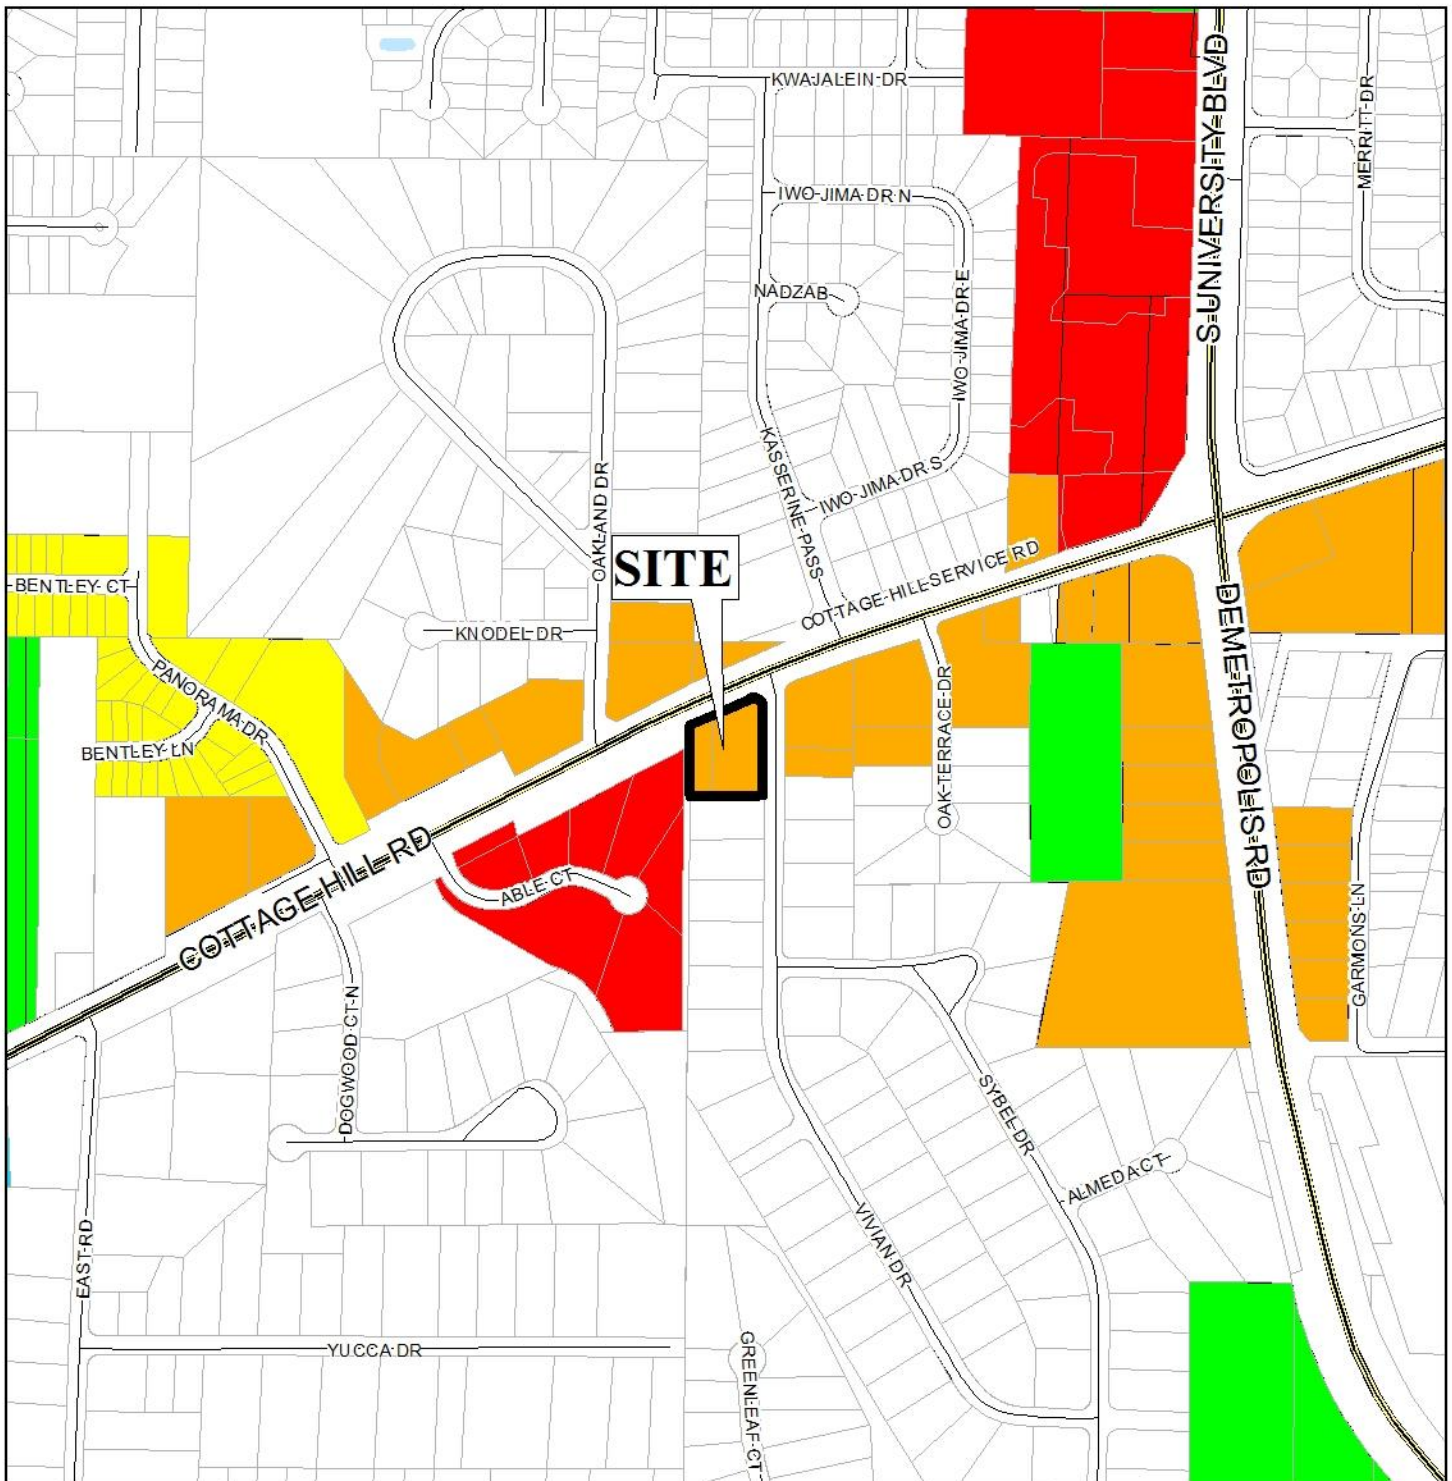 KWAJALEIN DR
S UNIVERSITY BLVD
MERRITT DR
IWO JIMA DR N
NADZAB
IWO JIMA DR E
KASSERINE PASS
IWO JIMA DR S
OAKLAND DR
SITE
COTTAGE HILL SERVICE RD
BENTLEY CT
KNODEL DR
PANORAMA DR
BENTLEY LN
DEMETROPOLIS RD
OAK TERRACE DR
COTTAGE HILL RD
ABLE CT
GARMONS LN
DOGWOOD CT N
SYBEL DR
ALMEDA CT
EAST RD
VIVIAN DR
YUCCA DR
GREENLEAF CT